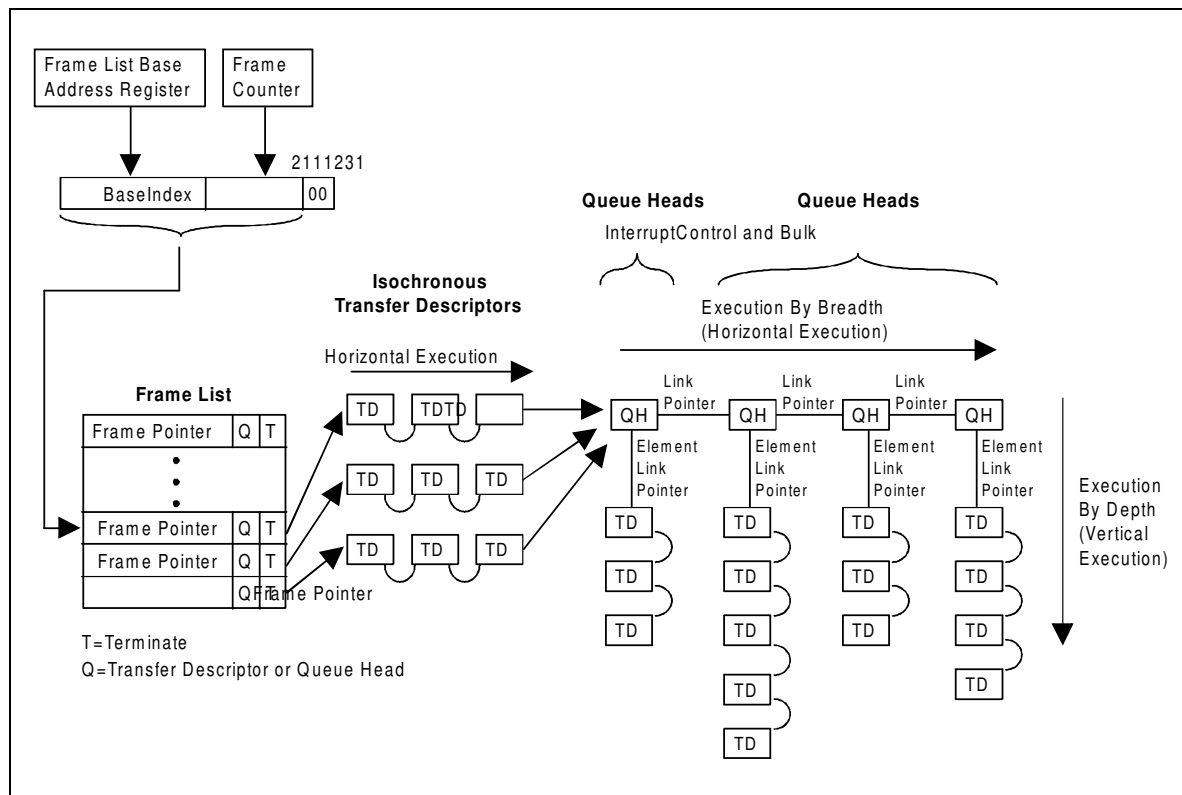 Frame List Base
Address Register
Frame
Counter
2111231
BaseIndex
00
Queue Heads
Queue Heads
InterruptControl and Bulk
Isochronous
Transfer Descriptors
Execution By Breadth
(Horizontal Execution)
Horizontal Execution
Frame List
Link
Pointer
Link
Pointer
Link
Pointer
TD
TDTD
QH
QH
QH
QH
Frame Pointer
Q
T
Element
Link
Pointer
Element
Link
Pointer
Element
Link
Pointer
Element
Link
Pointer
TD
TD
TD
Execution
By Depth
(Vertical
Execution)
Frame Pointer
Q
T
TD
TD
TD
TD
Frame Pointer
Q
T
TD
TD
TD
QFrame Pointer
T
TD
TD
TD
TD
TD
TD
TD
TD
T=Terminate
Q=Transfer Descriptor or Queue Head
TD
TD
TD